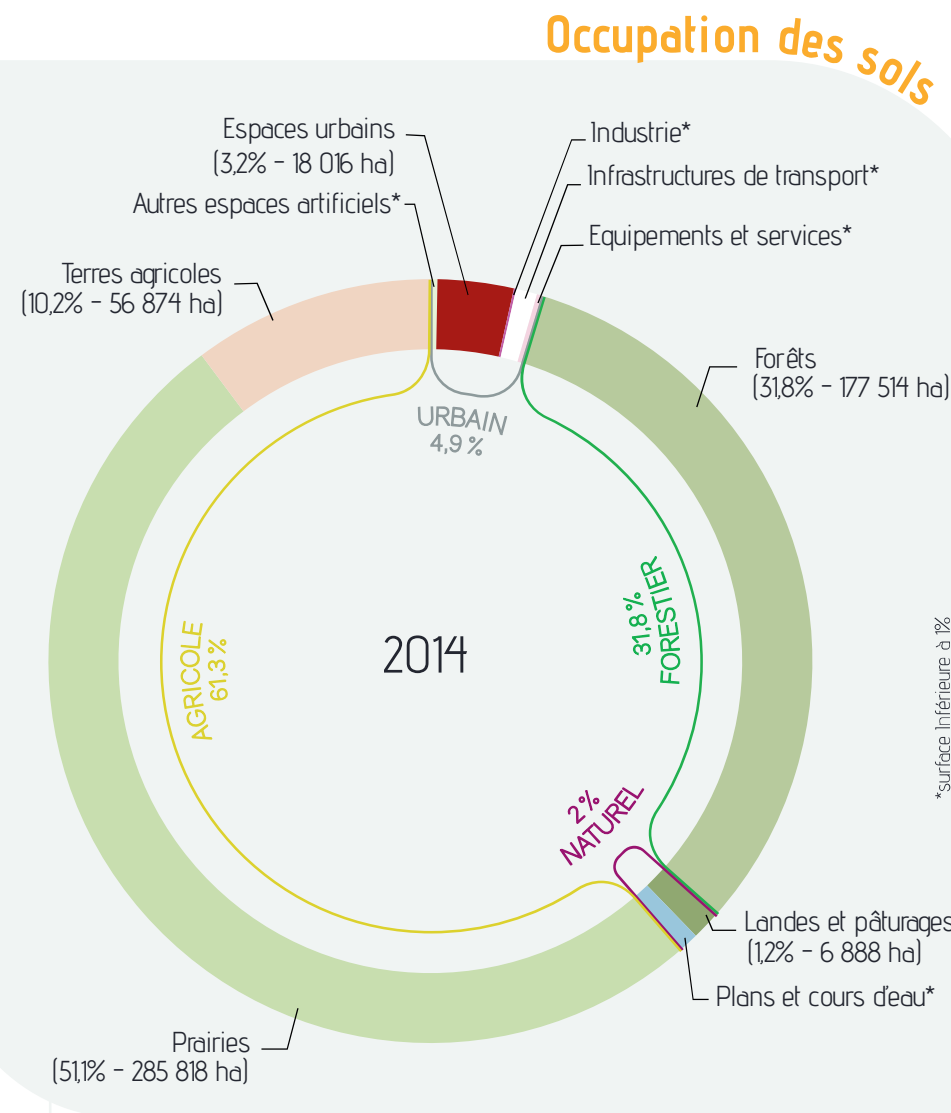 Occupation des sols
Espaces urbains
(3,2% - 18 016 ha)
Autres espaces artificiels*
Terres agricoles
(10,2% - 56 874 ha)
Industrie*
Infrastructures de transport*
Equipements et services*
Forêts
(31,8% - 177 514 ha)
URBAIN
4,9 %
31,8 %
FORESTIER
AGRICOLE
61,3 %
2014
2 %
NATUREL
*surface Inférieure à 1%
Landes et pâturages
(1,2% - 6 888 ha)
Plans et cours d'eau*
Prairies
(51,1% - 285 818 ha)